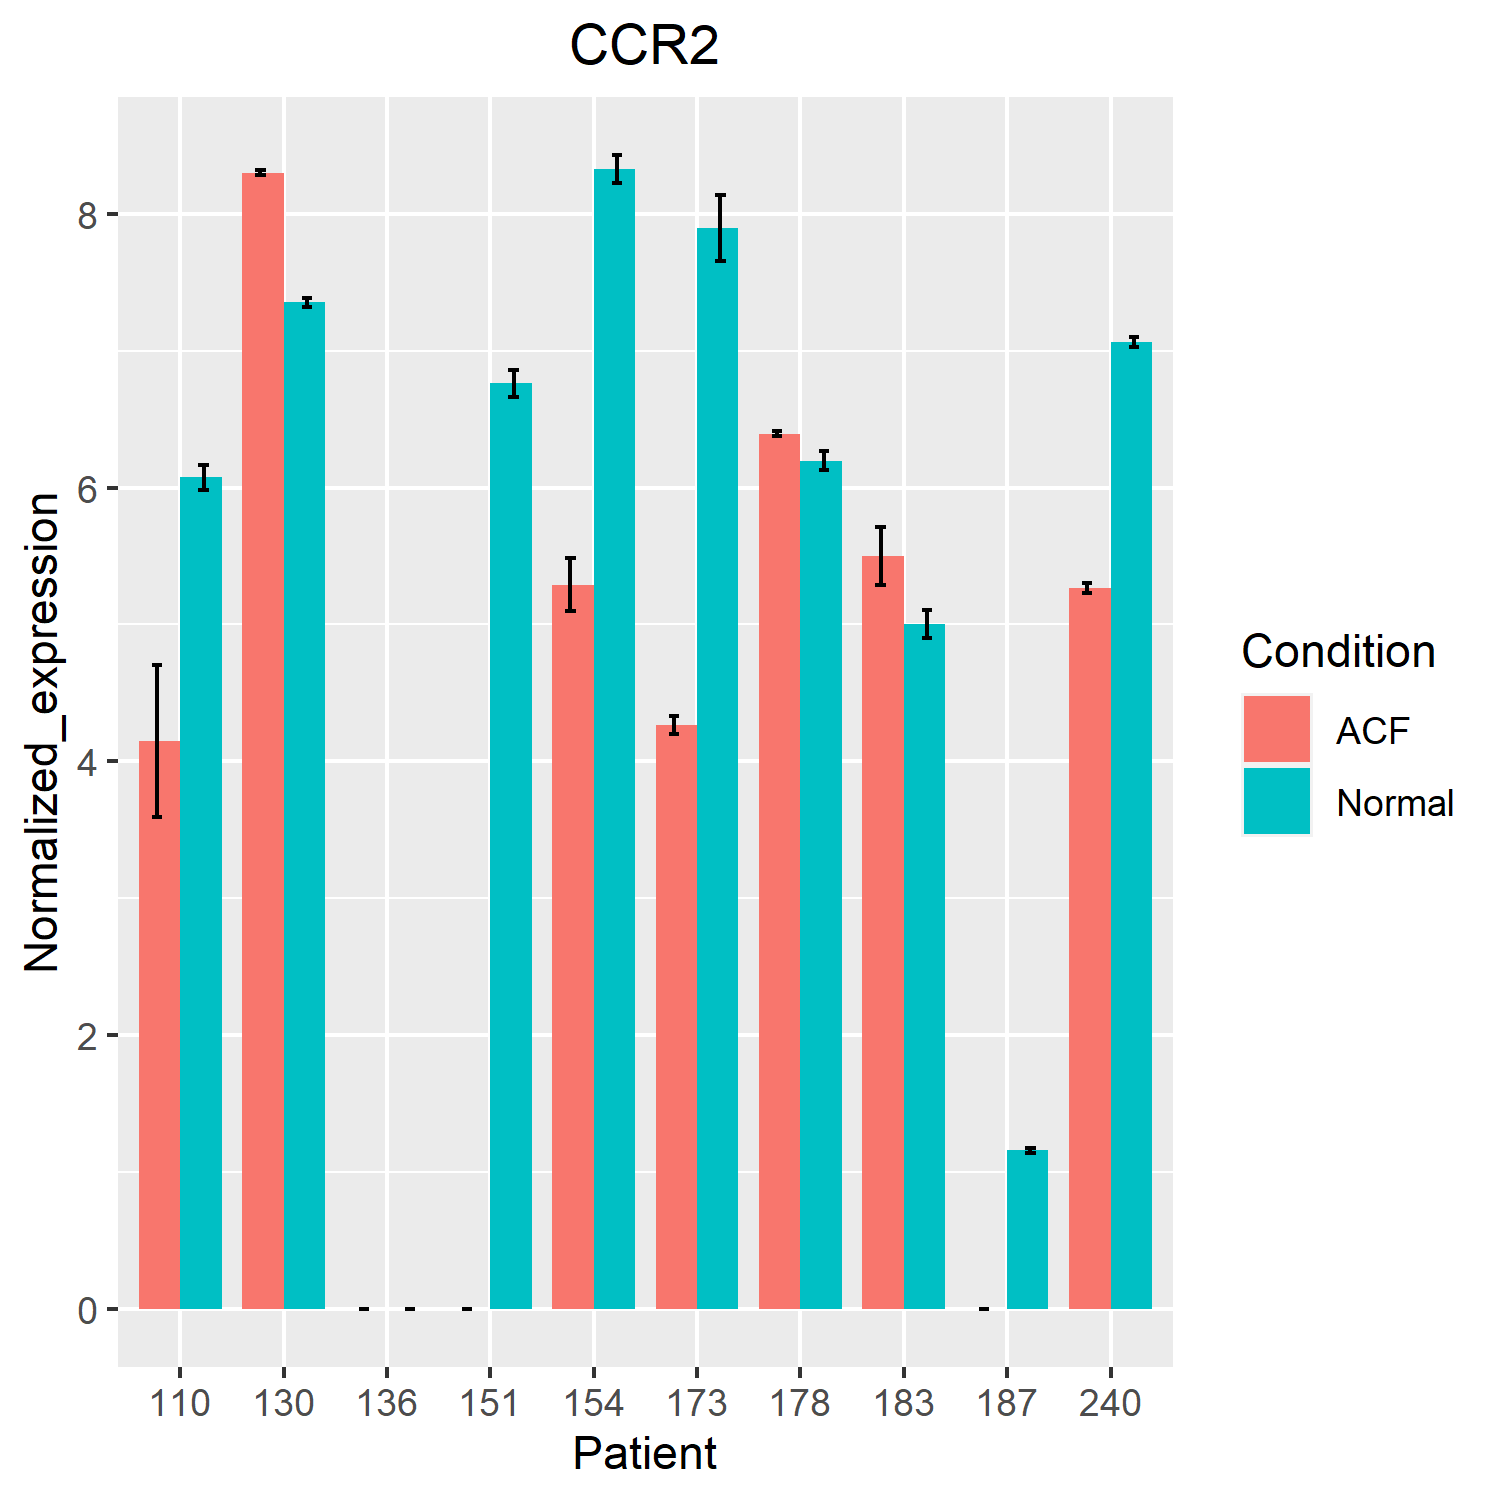 CCR2
Normalized_expression
8
6
4
2
0
110 130 136 151 154 173 178 183 187 240
Patient
Condition
ACF
Normal